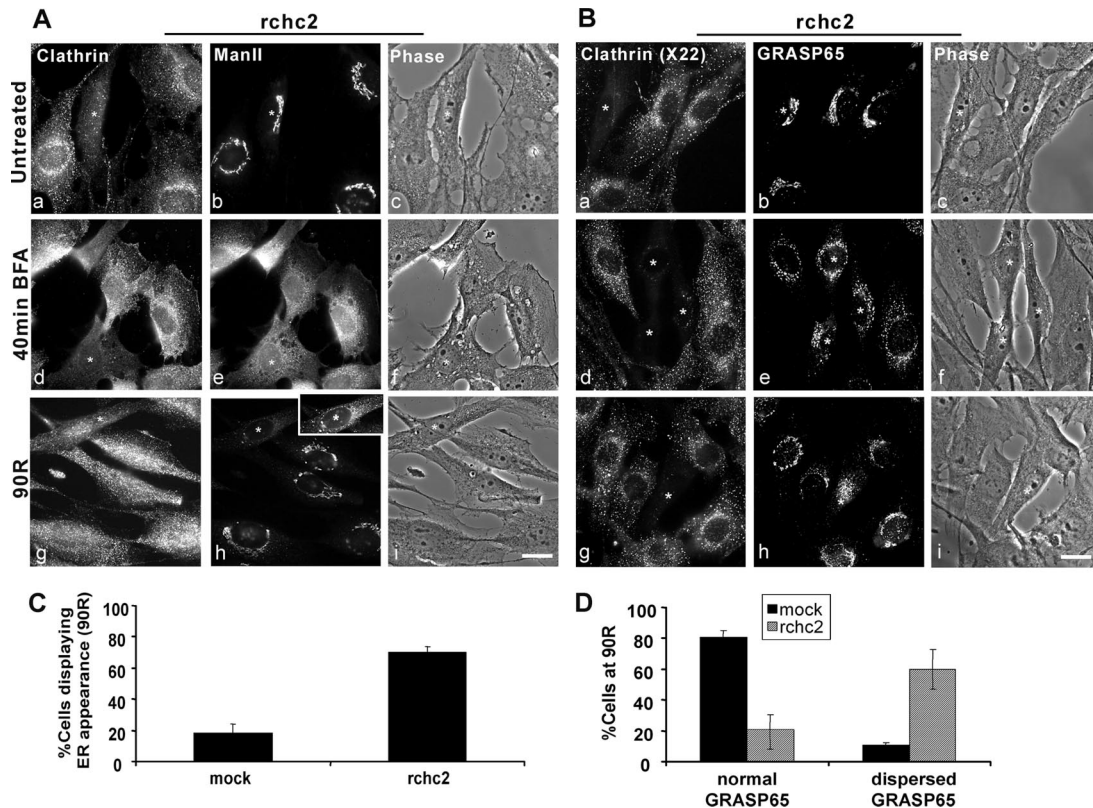 A
rchc2
Clathrin
ManII
Phase
Untreated
*
*
a
b
c
40min BFA
*
*
d
e
f
90R
*
*
*
g
h
i
B
rchc2
Clathrin (X22)
GRASP65
Phase
*
*
*
a
b
c
*
*
*
*
*
*
*
*
*
d
e
f
*
*
g
h
i
C
%Cells displaying
ER appearance (90R)
100
80
60
40
20
0
mock
rchc2
D
%Cells at 90R
100
80
60
40
20
0
mock
rchc2
normal
GRASP65
dispersed
GRASP65